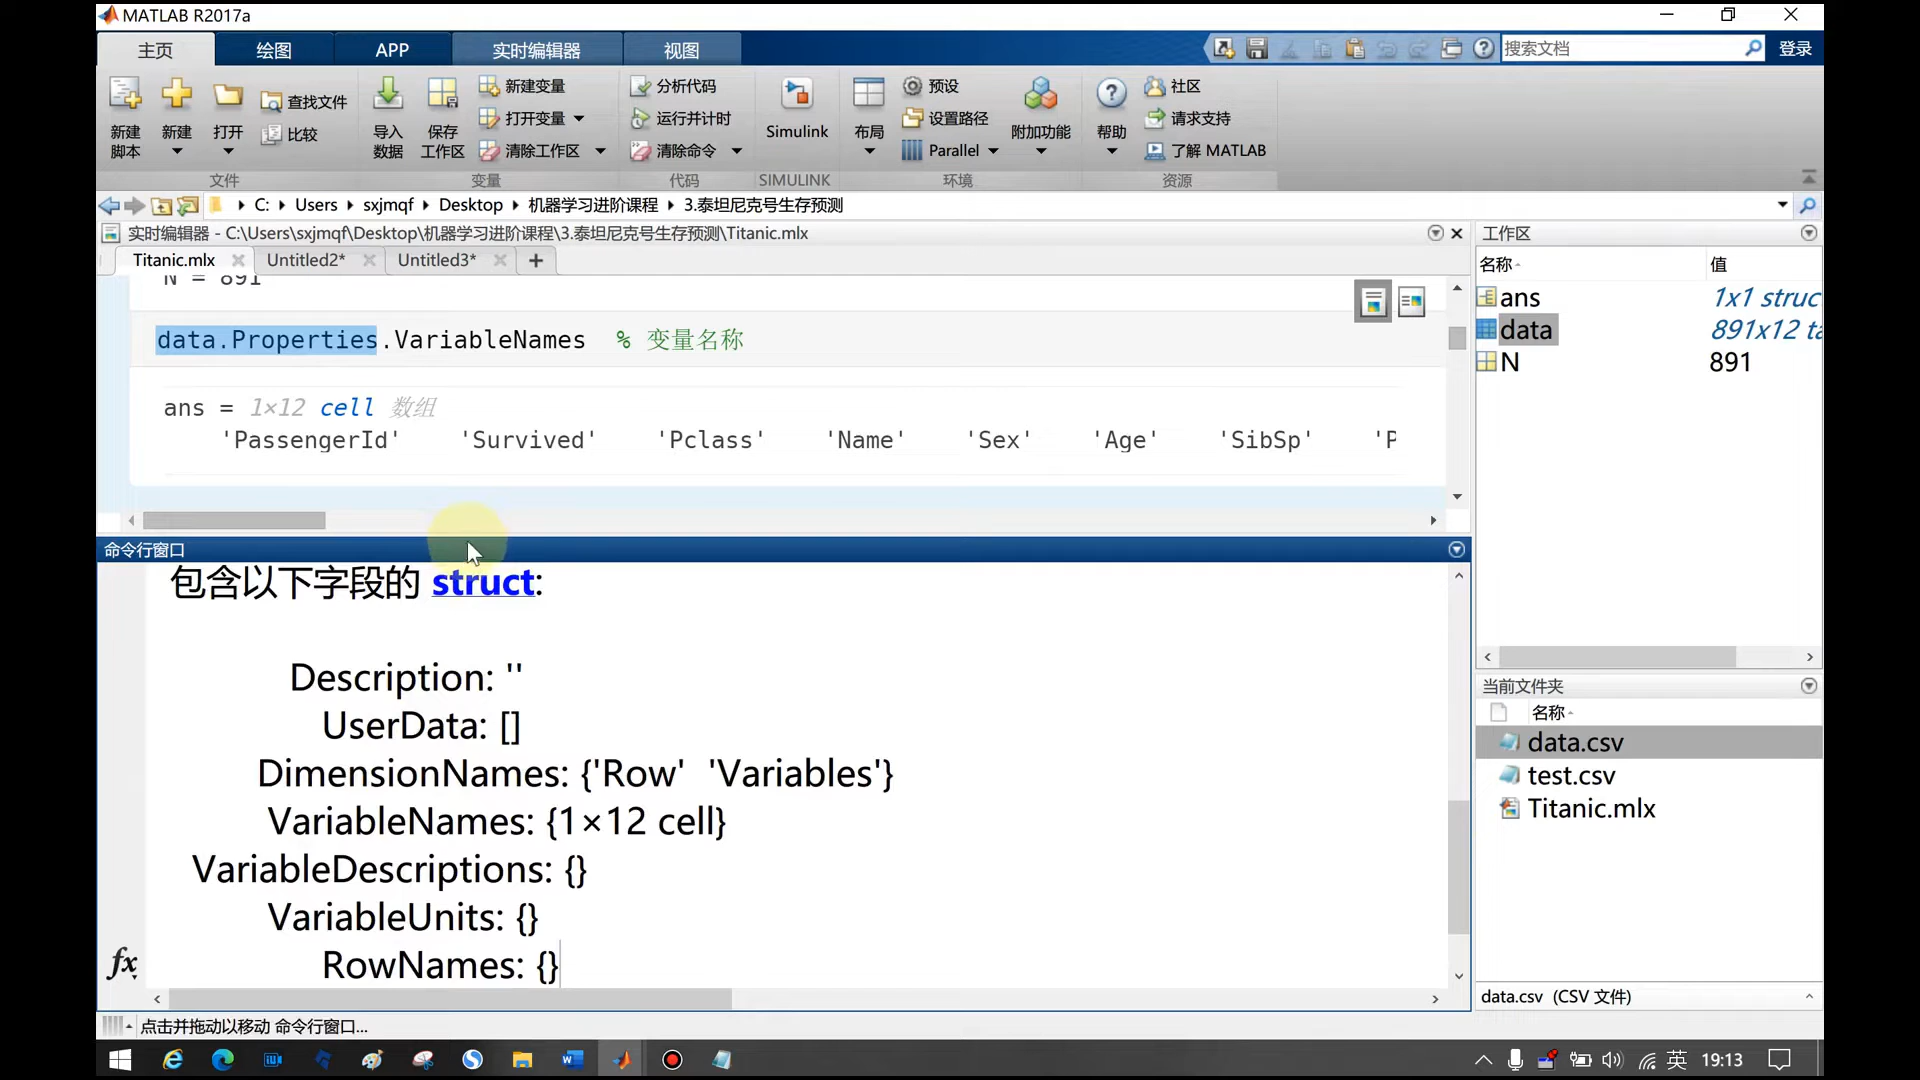 MATLAB R2017a
主页 绘图 APP 实时编辑器 视图 搜索文档 登录
新建脚本 新建 打开 查找文件 比较
导入数据 保存工作区 新建变量 打开变量 清除工作区
分析代码 运行并计时 清除命令
Simulink 布局 预设 设置路径 Parallel 附加功能
帮助 社区 请求支持 了解 MATLAB
文件 变量 代码 SIMULINK 环境 资源
C: Users sxjmqf Desktop 机器学习进阶课程 3.泰坦尼克号生存预测
实时编辑器 - C:\Users\sxjmqf\Desktop\机器学习进阶课程\3.泰坦尼克号生存预测\Titanic.mlx
Titanic.mlx Untitled2* Untitled3*
N = 891
data.Properties.VariableNames % 变量名称
ans = 1×12 cell 数组
'PassengerId' 'Survived' 'Pclass' 'Name' 'Sex' 'Age' 'SibSp' 'P
命令行窗口
包含以下字段的 struct:
Description: ''
UserData: []
DimensionNames: {'Row' 'Variables'}
VariableNames: {1×12 cell}
VariableDescriptions: {}
VariableUnits: {}
RowNames: {}
fx
点击并拖动以移动 命令行窗口...
工作区
名称 值
ans 1x1 struc
data 891x12 ta
N 891
当前文件夹
名称
data.csv
test.csv
Titanic.mlx
data.csv (CSV 文件)
英 19:13